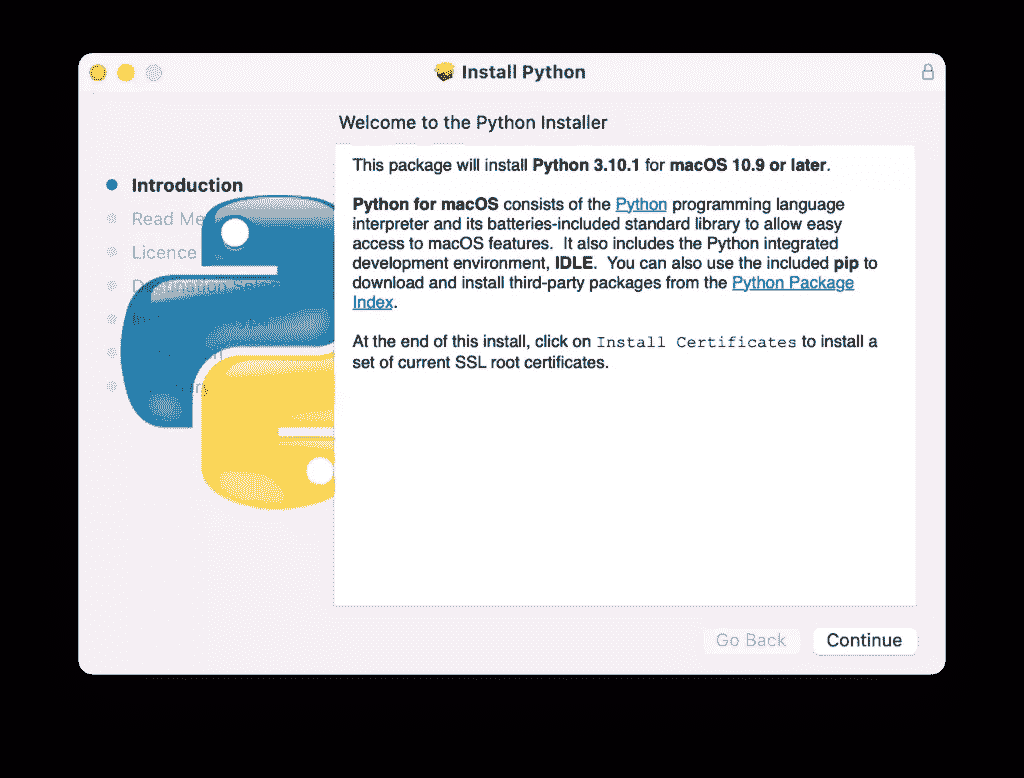 Install Python
Welcome to the Python Installer
Introduction
Read Me
Licence
This package will install Python 3.10.1 for macOS 10.9 or later.
Python for macOS consists of the Python programming language
interpreter and its batteries-included standard library to allow easy
access to macOS features. It also includes the Python integrated
development environment, IDLE. You can also use the included pip to
download and install third-party packages from the Python Package
Index.
At the end of this install, click on Install Certificates to install a
set of current SSL root certificates.
Go Back
Continue